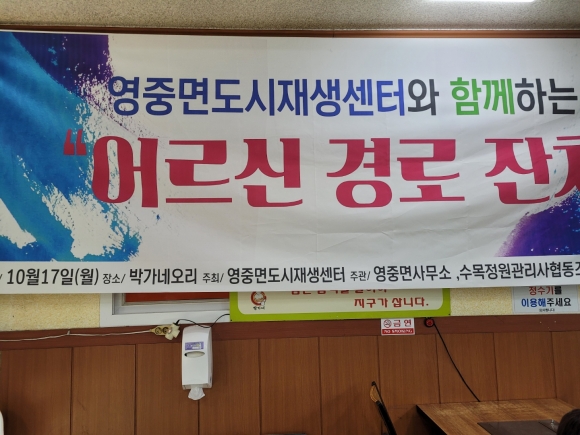 영중면도시재생센터와 함께하는
"어르신 경로 잔치
/ 10월17일(월) 장소/ 박가네오리 주최/ 영중면도시재생센터 주관/ 영중면사무소 ,수목정원관리사협동조
지구가 삽니다.
정수기를
이용해주세요
금연